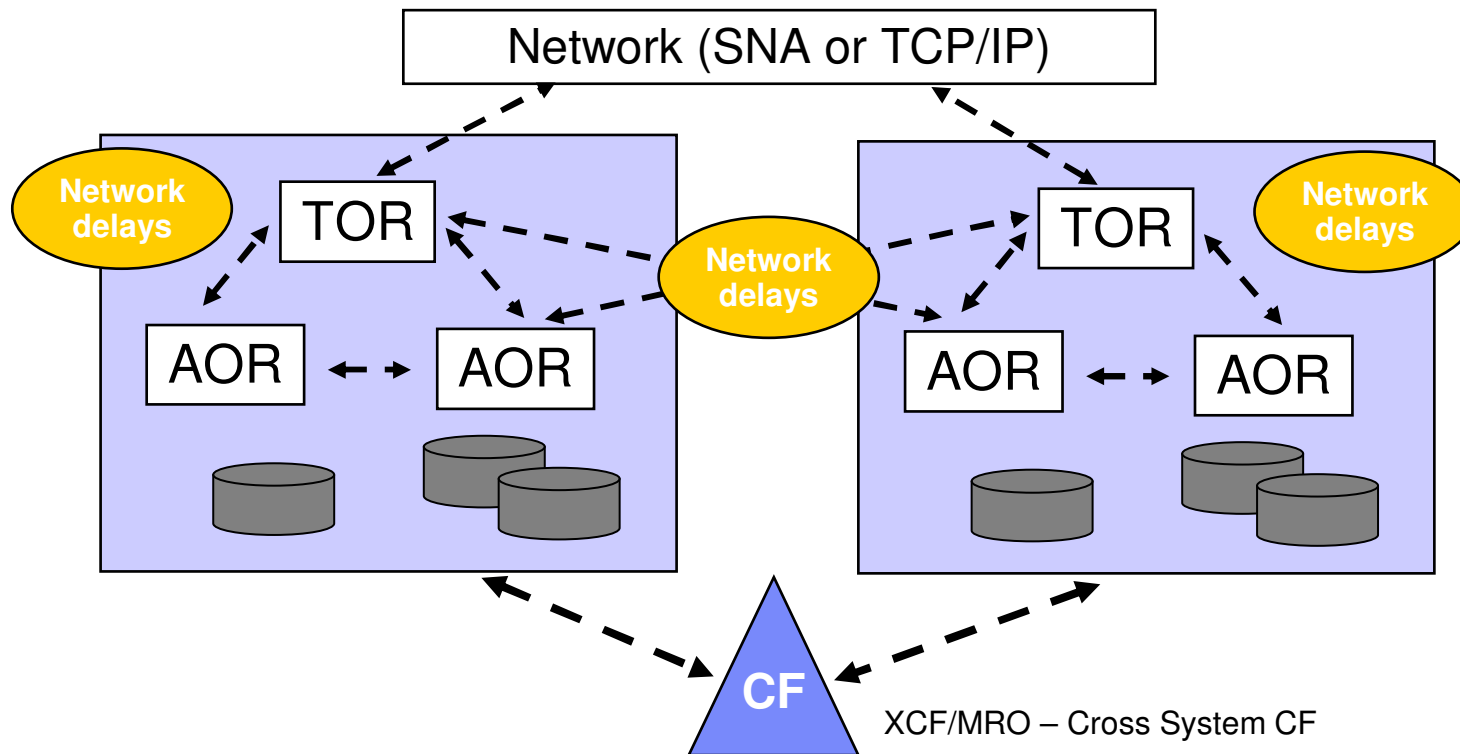 Network (SNA or TCP/IP)
Network
delays
TOR
AOR
AOR
Network
delays
TOR
Network
delays
AOR
AOR
CF
XCF/MRO – Cross System CF